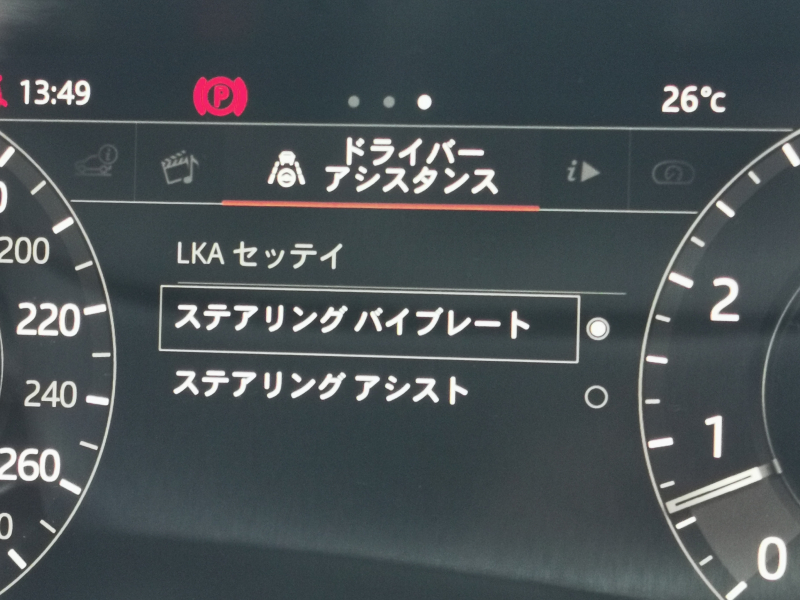 13:49
P
26°c
ドライバー
アシスタンス
i
LKA セッテイ
ステアリング バイブレート
ステアリング アシスト
200
220
240
260
0
2
1
0